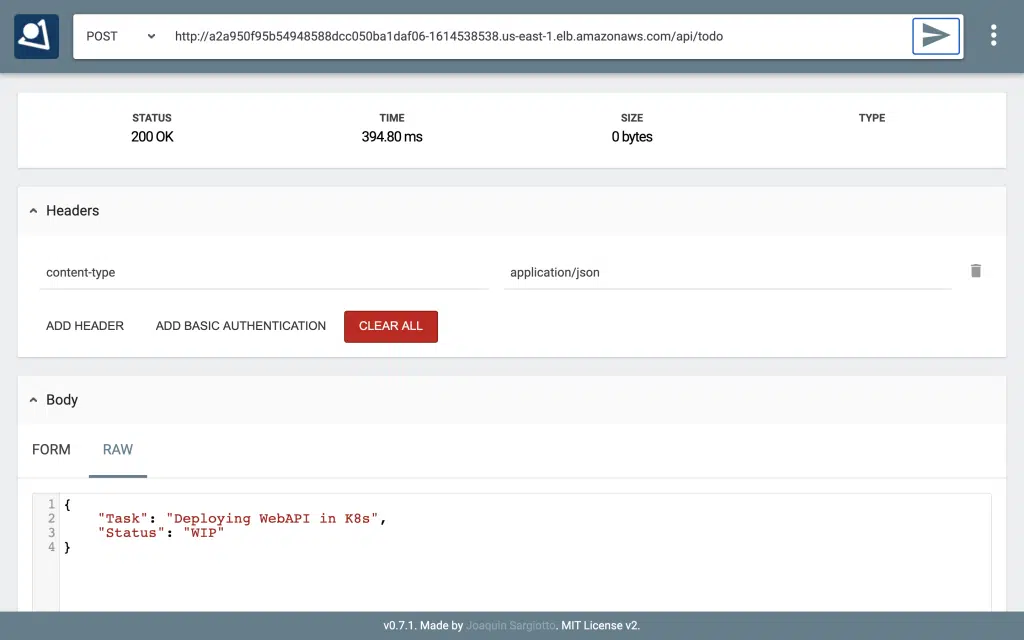 POST http://a2a950f95b54948588dcc050ba1daf06-1614538538.us-east-1.elb.amazonaws.com/api/todo
STATUS TIME SIZE TYPE
200 OK 394.80 ms 0 bytes
Headers
content-type application/json
ADD HEADER ADD BASIC AUTHENTICATION CLEAR ALL
Body
FORM RAW
1 {
2 "Task": "Deploying WebAPI in K8s",
3 "Status": "WIP"
4 }
v0.7.1. Made by Joaquin Sargiotto. MIT License v2.